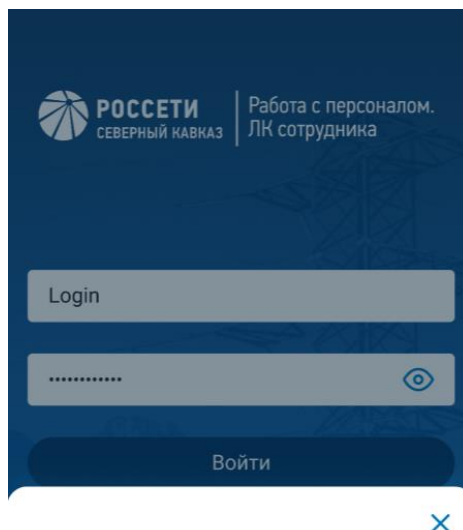 РОССЕТИ
СЕВЕРНЫЙ КАВКАЗ
Работа с персоналом.
ЛК сотрудника
Login
••••••••••••
Войти